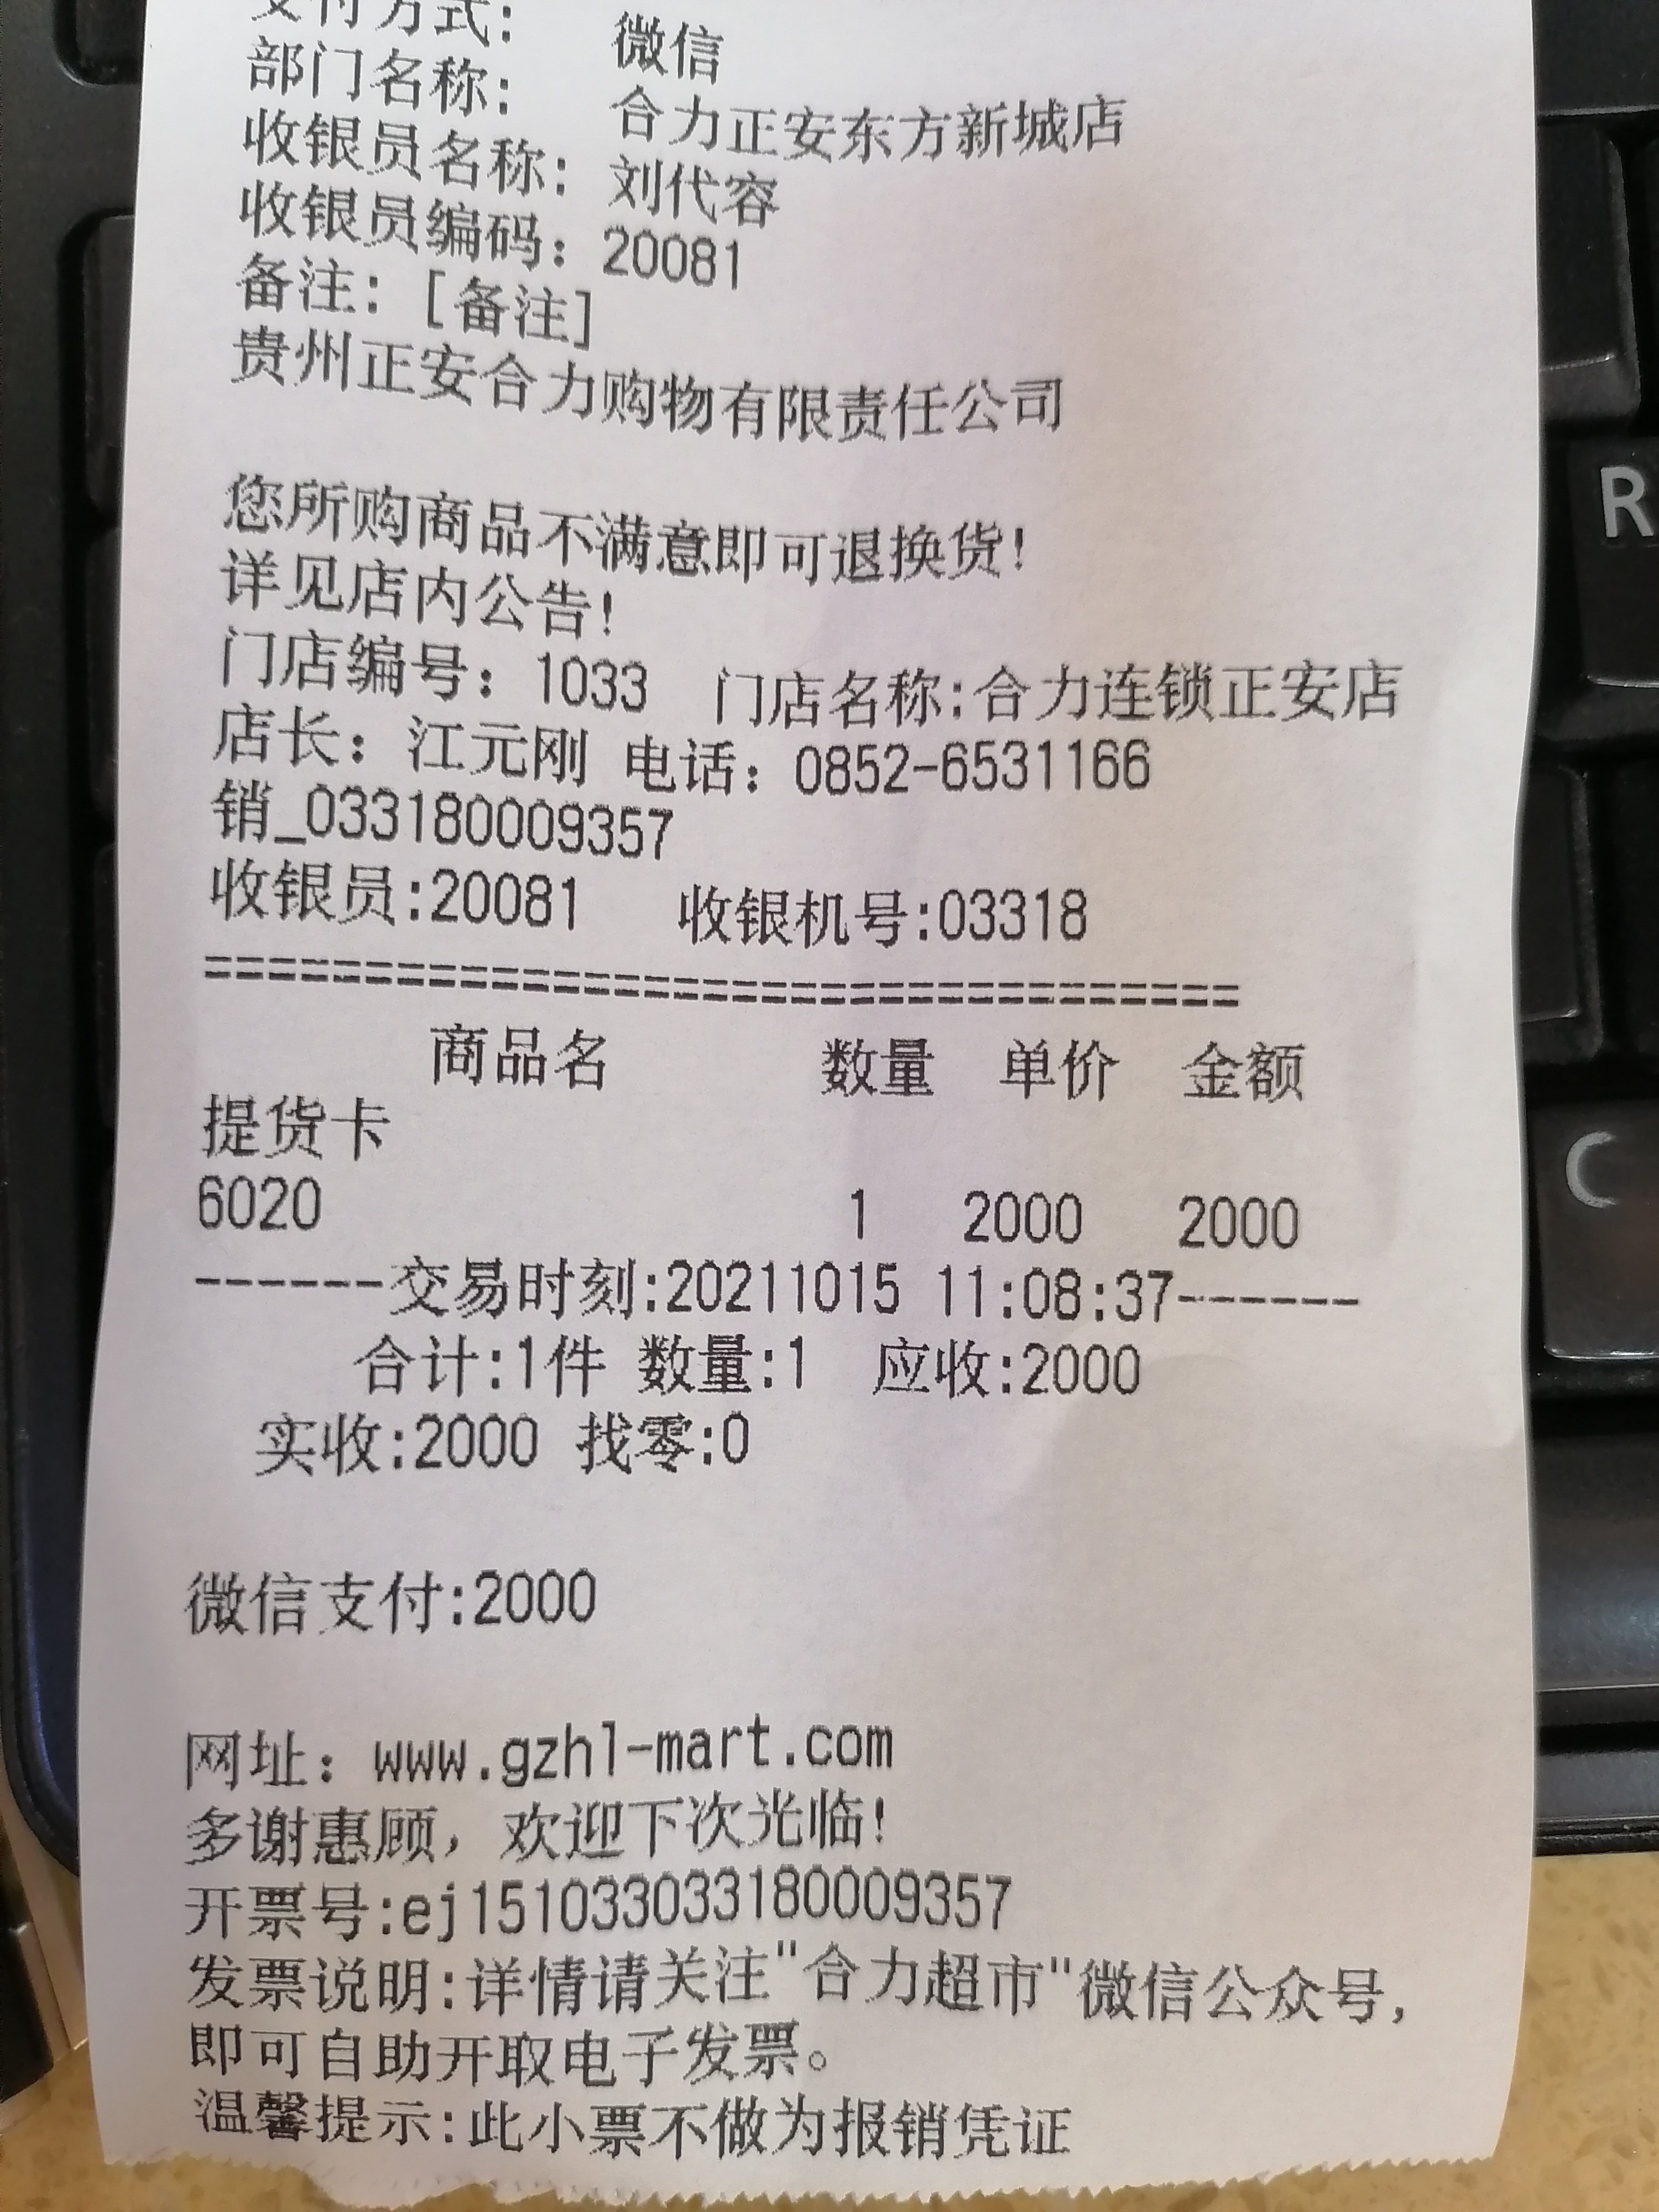 支付方式： 微信
部门名称： 合力正安东方新城店
收银员名称： 刘代容
收银员编码：20081
备注：[备注]
贵州正安合力购物有限责任公司
您所购商品不满意即可退换货！
详见店内公告！
门店编号：1033 门店名称:合力连锁正安店
店长：江元刚 电话：0852-6531166
销_033180009357
收银员:20081 收银机号:03318
==================================
商品名 数量 单价 金额
提货卡
6020 1 2000 2000
------交易时刻:20211015 11:08:37------
合计:1件 数量:1 应收:2000
实收:2000 找零:0
微信支付:2000
网址：www.gzhl-mart.com
多谢惠顾，欢迎下次光临！
开票号:ej151033033180009357
发票说明:详情请关注"合力超市"微信公众号，
即可自助开取电子发票。
温馨提示:此小票不做为报销凭证
R
C